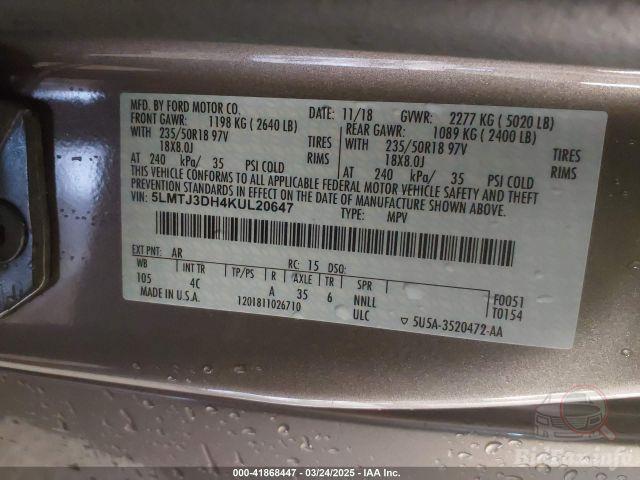 MFD. BY FORD MOTOR CO. DATE: 11/18 GVWR: 2277 KG ( 5020 LB)
FRONT GAWR: 1198 KG ( 2640 LB) REAR GAWR: 1089 KG ( 2400 LB)
WITH 235/50R18 97V TIRES WITH 235/50R18 97V TIRES
18X8.0J RIMS 18X8.0J RIMS
AT 240 kPa/ 35 PSI COLD AT 240 kPa/ 35 PSI COLD
THIS VEHICLE CONFORMS TO ALL APPLICABLE FEDERAL MOTOR VEHICLE SAFETY AND THEFT
PREVENTION STANDARDS IN EFFECT ON THE DATE OF MANUFACTURE SHOWN ABOVE.
VIN: 5LMTJ3DH4KUL20647 TYPE: MPV
EXT PNT: AR RC: 15 DSO:
WB INT TR TP/PS R AXLE TR SPR
105 4C A 35 6 NNLL F0051
MADE IN U.S.A. 1201811026710 ULC T0154
▽ 5U5A-3520472-AA
BidFax.info
000-41868447 - 03/24/2025 - IAA Inc.